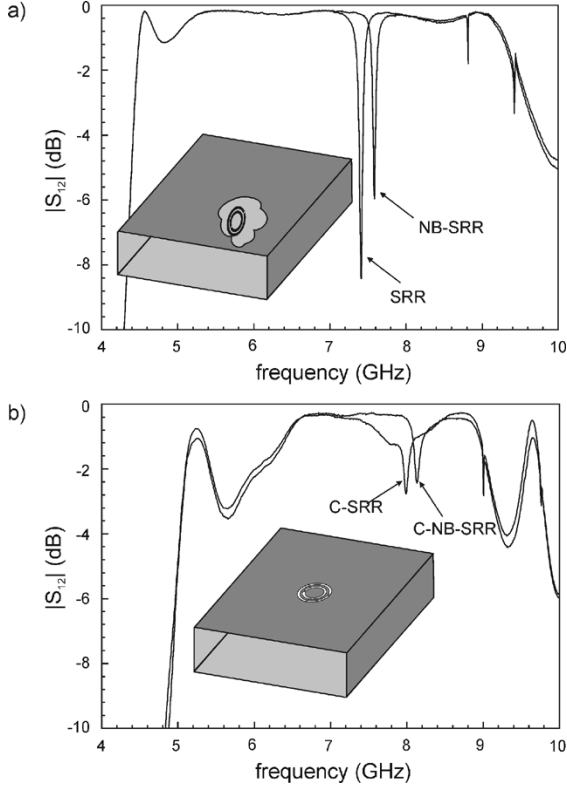 a)
0
-2
-4
-6
-8
-10
|S12| (dB)
NB-SRR
SRR
4 5 6 7 8 9 10
frequency (GHz)
b)
0
-2
-4
-6
-8
-10
|S12| (dB)
C-SRR
C-NB-SRR
4 5 6 7 8 9 10
frequency (GHz)